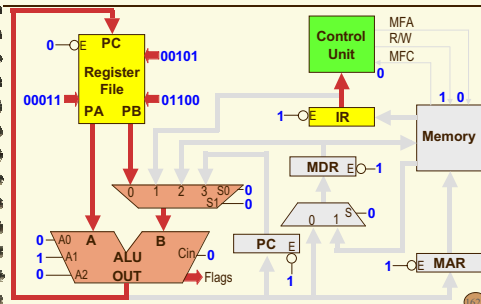 MFA
R/W
MFC
Control
Unit
0
PC
0 E
00101
Register
File
00011
01100
PA PB
1 0
1 E IR
Memory
MDR E 1
0 1 2 3 S0 0
S1 0
0 1 S 0
0 A0 A B
1 A1 ALU Cin 0
0 A2 OUT
Flags
PC E
1
1 E MAR